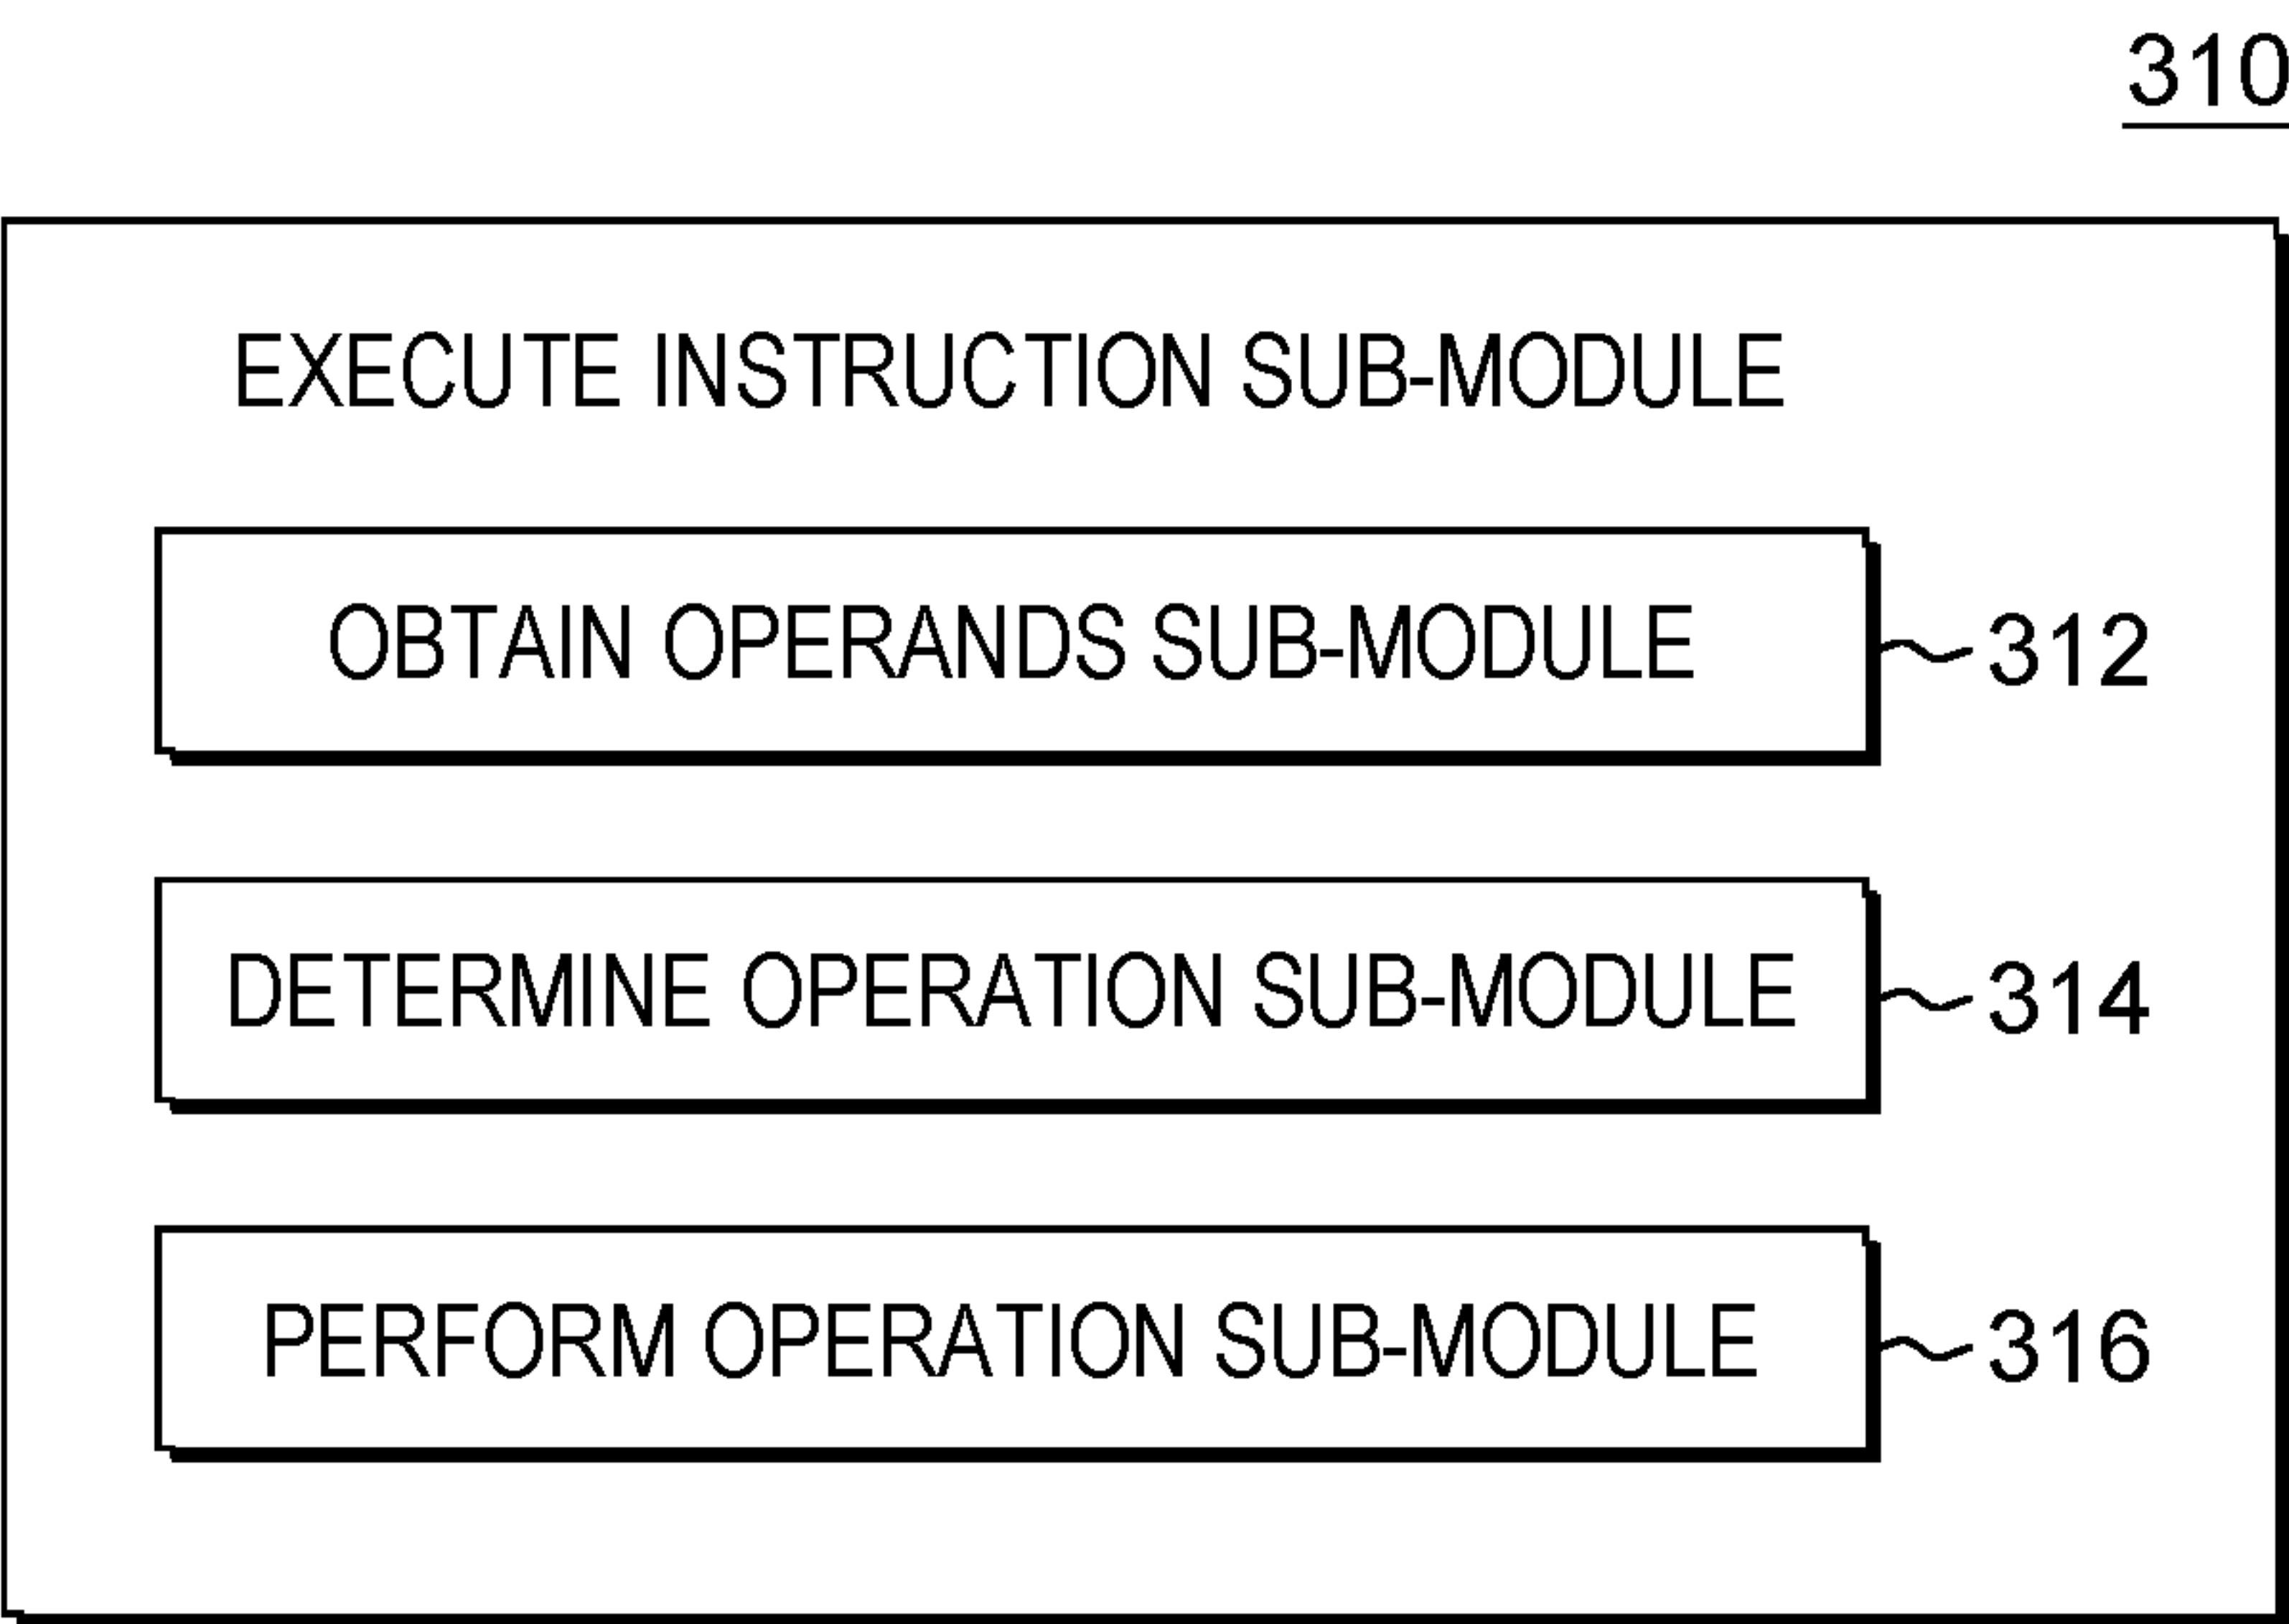 310
EXECUTE INSTRUCTION SUB-MODULE
OBTAIN OPERANDS SUB-MODULE
312
DETERMINE OPERATION SUB-MODULE
314
PERFORM OPERATION SUB-MODULE
316